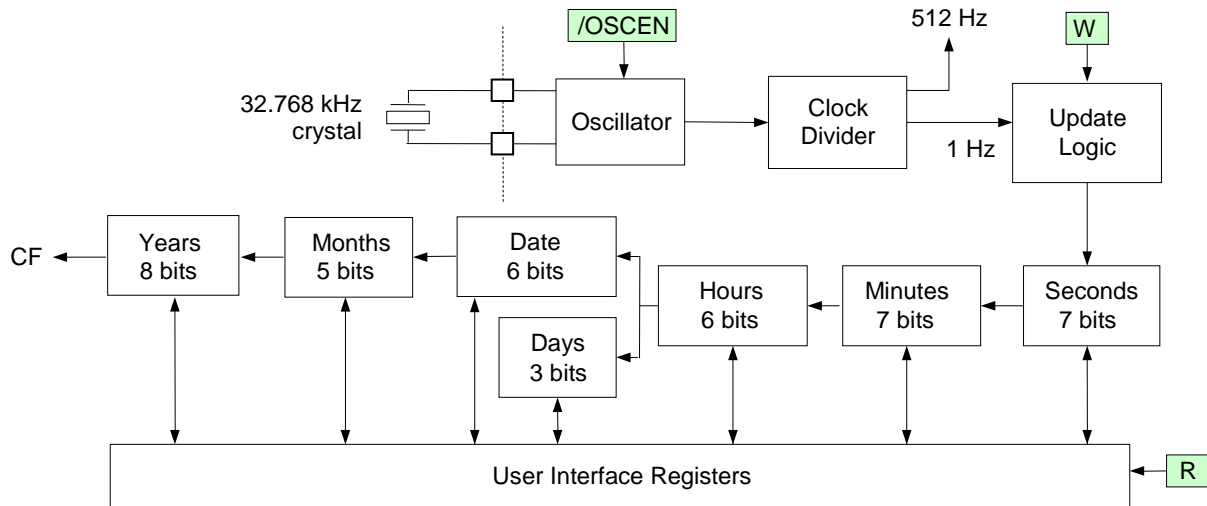 /OSCEN
512 Hz
W
32.768 kHz
crystal
Oscillator
Clock
Divider
1 Hz
Update
Logic
CF
Years
8 bits
Months
5 bits
Date
6 bits
Days
3 bits
Hours
6 bits
Minutes
7 bits
Seconds
7 bits
User Interface Registers
R